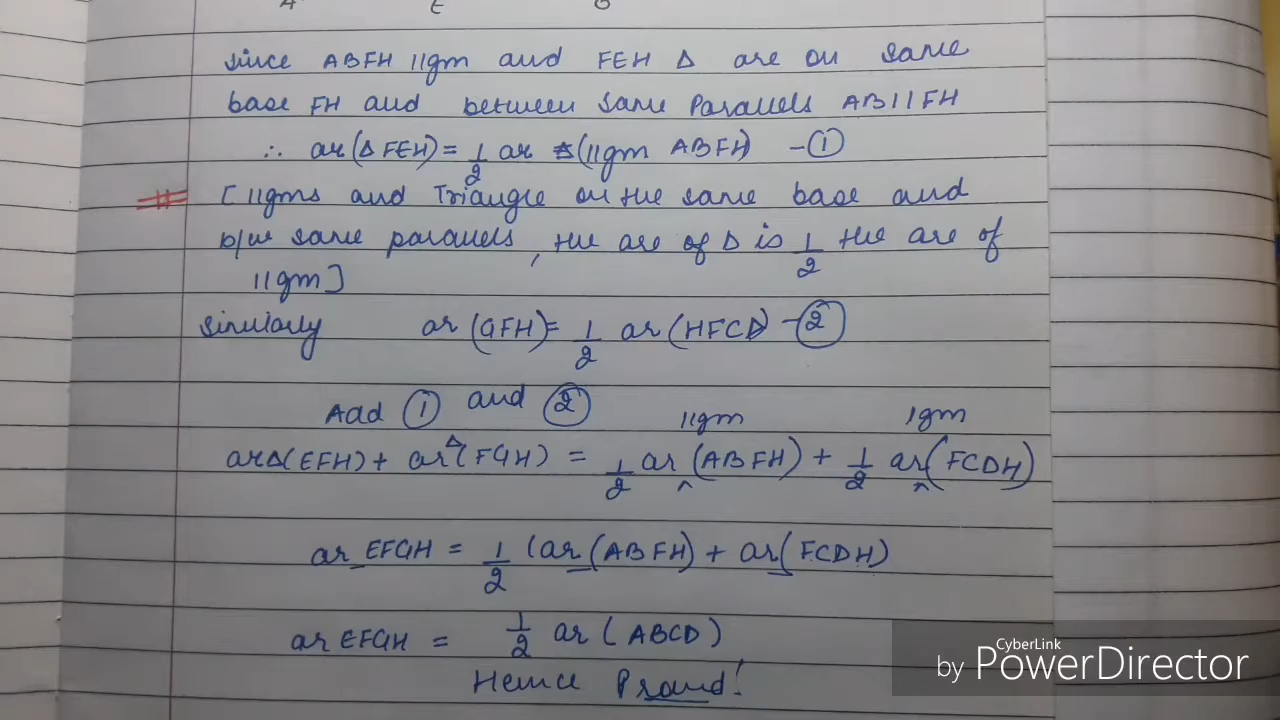 A E B
since ABFH ||gm and FEH Δ are on same
base FH and between same Parallels AB||FH
∴ ar(Δ FEH) = 1/2 ar (||gm ABFH) - ①
[ ||gms and Triangle on the same base and
b/w same parallels, the are of Δ is 1/2 the are of
||gm]
similarly ar (GFH) = 1/2 ar (HFCD - ②
Add ① and ②
||gm ||gm
arΔ(EFH) + arΔ(FGH) = 1/2 ar (ABFH) + 1/2 ar(FCDH)
ar EFGH = 1/2 (ar(ABFH) + ar(FCDH)
ar EFGH = 1/2 ar (ABCD)
Hence Proved!
CyberLink
by PowerDirector